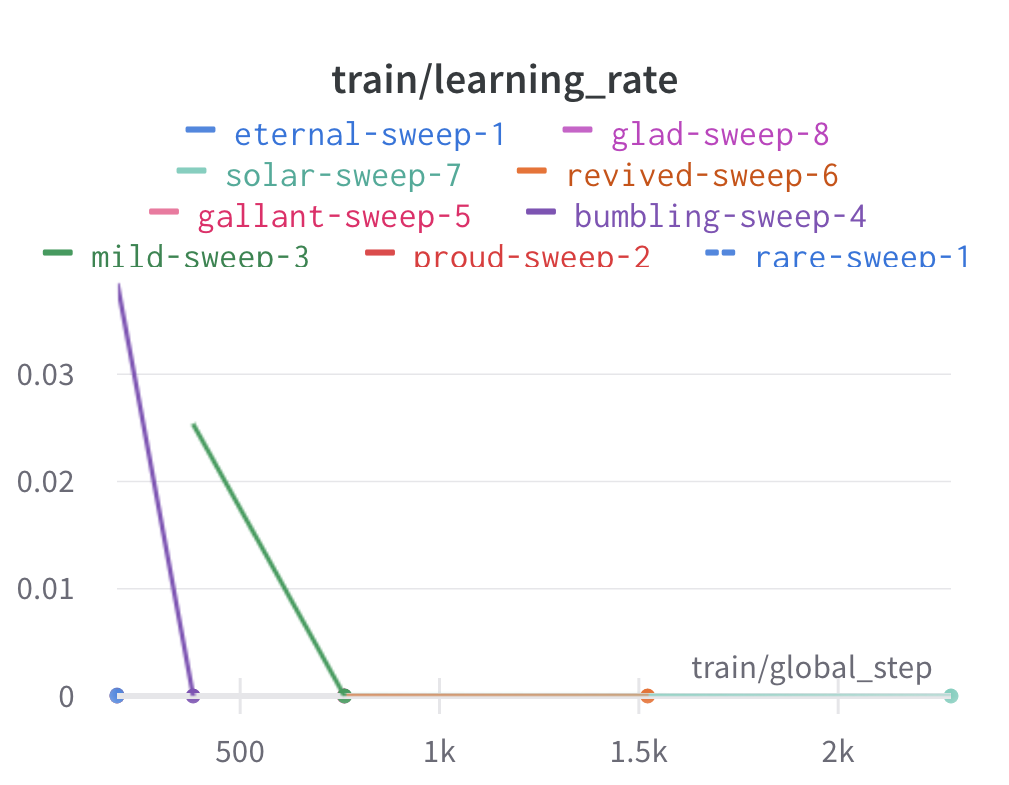 train/learning_rate
eternal-sweep-1 glad-sweep-8
solar-sweep-7 revived-sweep-6
gallant-sweep-5 bumbling-sweep-4
mild-sweep-3 proud-sweep-2 rare-sweep-1
0.03
0.02
0.01
train/global_step
0
500 1k 1.5k 2k